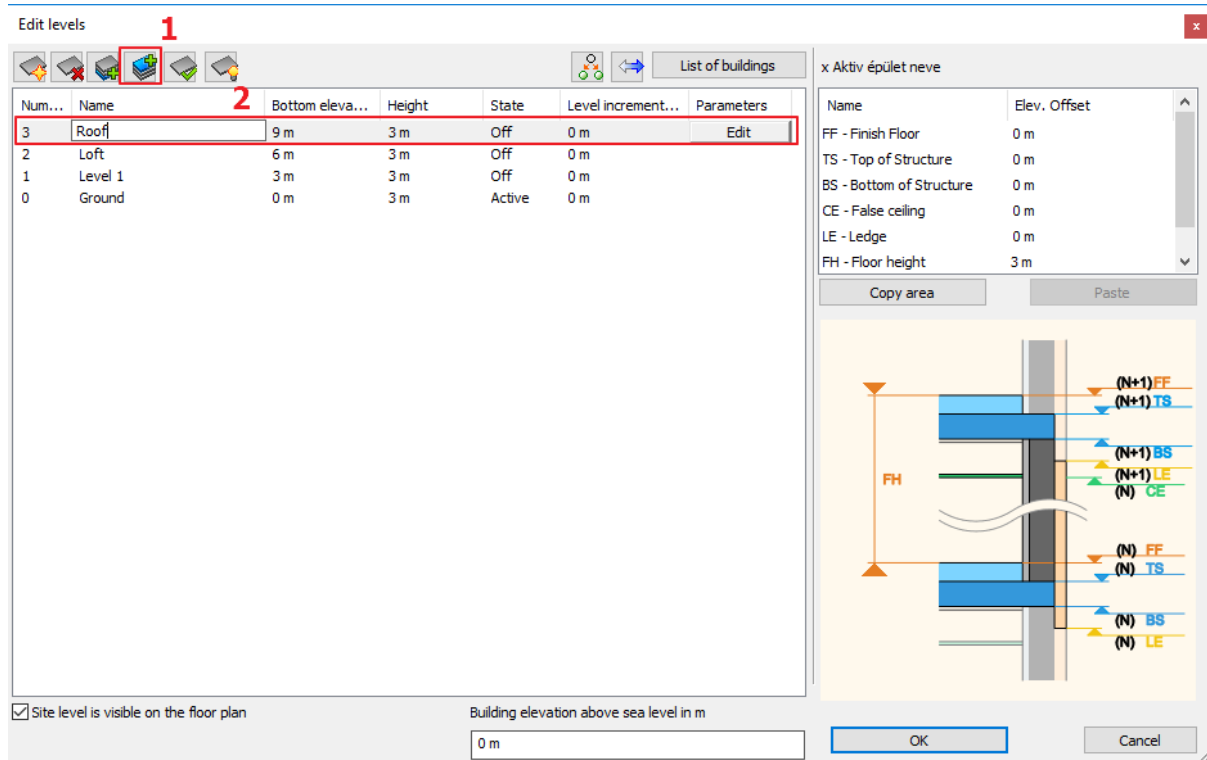 Edit levels
1
List of buildings
x Aktiv épület neve
2
Num... Name Bottom eleva... Height State Level increment... Parameters
3 Roof 9 m 3 m Off 0 m Edit
2 Loft 6 m 3 m Off 0 m
1 Level 1 3 m 3 m Off 0 m
0 Ground 0 m 3 m Active 0 m
Name Elev. Offset
FF - Finish Floor 0 m
TS - Top of Structure 0 m
BS - Bottom of Structure 0 m
CE - False ceiling 0 m
LE - Ledge 0 m
FH - Floor height 3 m
Copy area Paste
(N+1) FF
(N+1) TS
(N+1) BS
(N+1) LE
FH
(N) CE
(N) FF
(N) TS
(N) BS
(N) LE
Site level is visible on the floor plan
Building elevation above sea level in m
0 m
OK Cancel